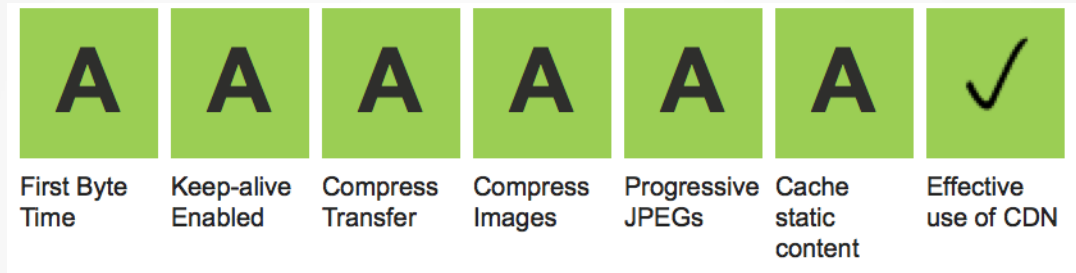 A A A A A A ✓
First Byte
Time
Keep-alive
Enabled
Compress
Transfer
Compress
Images
Progressive
JPEGs
Cache
static
content
Effective
use of CDN